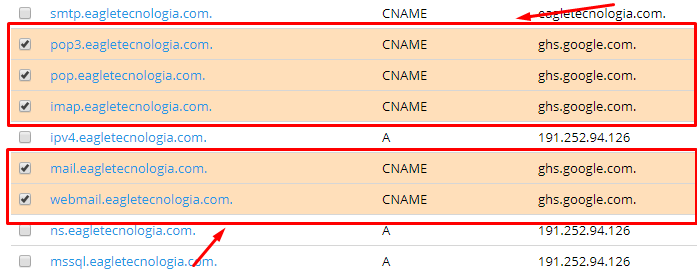 smtp.eagletecnologia.com. CNAME eagletecnologia.com.
pop3.eagletecnologia.com. CNAME ghs.google.com.
pop.eagletecnologia.com. CNAME ghs.google.com.
imap.eagletecnologia.com. CNAME ghs.google.com.
ipv4.eagletecnologia.com. A 191.252.94.126
mail.eagletecnologia.com. CNAME ghs.google.com.
webmail.eagletecnologia.com. CNAME ghs.google.com.
ns.eagletecnologia.com. A 191.252.94.126
mssql.eagletecnologia.com. A 191.252.94.126